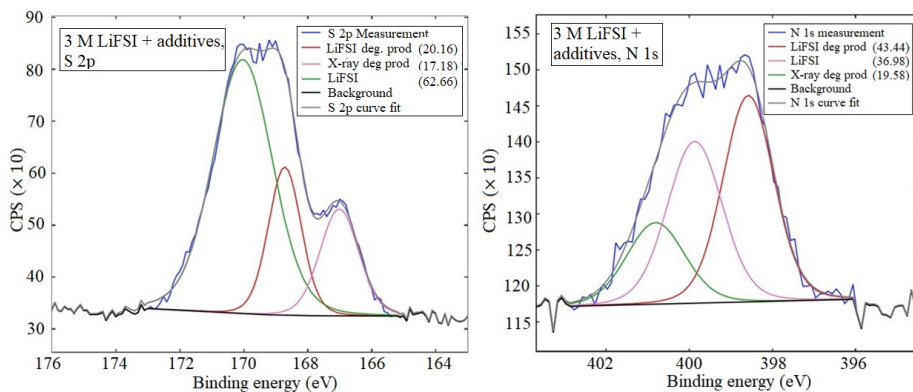 3 M LiFSI + additives,
S 2p
S 2p Measurement
LiFSI deg. prod (20.16)
X-ray deg prod (17.18)
LiFSI (62.66)
Background
S 2p curve fit
CPS (× 10)
90
80
70
60
50
40
30
176 174 172 170 168 166 164
Binding energy (eV)
3 M LiFSI +
additives, N 1s
N 1s measurement
LiFSI deg prod (43.44)
LiFSI (36.98)
X-ray deg prod (19.58)
Background
N 1s curve fit
CPS (× 10)
155
150
145
140
135
130
125
120
115
402 400 398 396
Binding energy (eV)